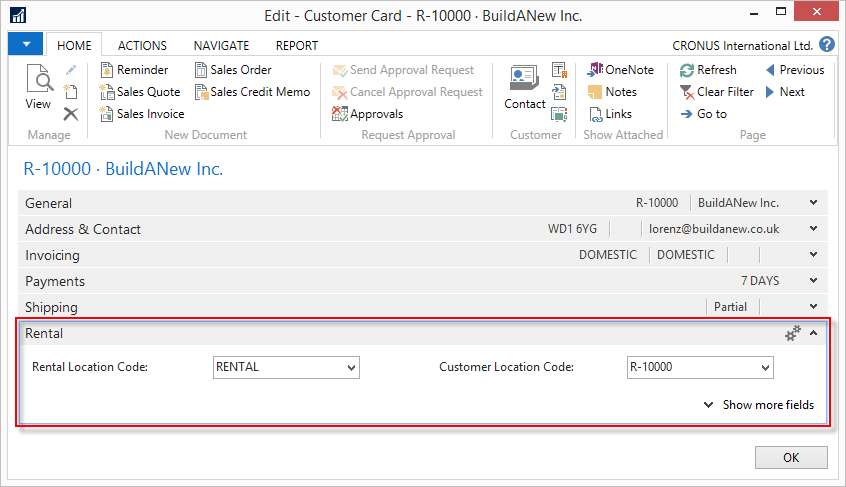 Edit - Customer Card - R-10000 · BuildANew Inc.
HOME ACTIONS NAVIGATE REPORT CRONUS International Ltd. ?
View
Manage
Reminder
Sales Quote
Sales Invoice
Sales Order
Sales Credit Memo
New Document
Send Approval Request
Cancel Approval Request
Approvals
Request Approval
Contact
Customer
OneNote
Notes
Links
Show Attached
Refresh
Clear Filter
Go to
Previous
Next
Page
R-10000 · BuildANew Inc.
General R-10000 BuildANew Inc.
Address & Contact WD1 6YG lorenz@buildanew.co.uk
Invoicing DOMESTIC DOMESTIC
Payments 7 DAYS
Shipping Partial
Rental
Rental Location Code: RENTAL Customer Location Code: R-10000
Show more fields
OK